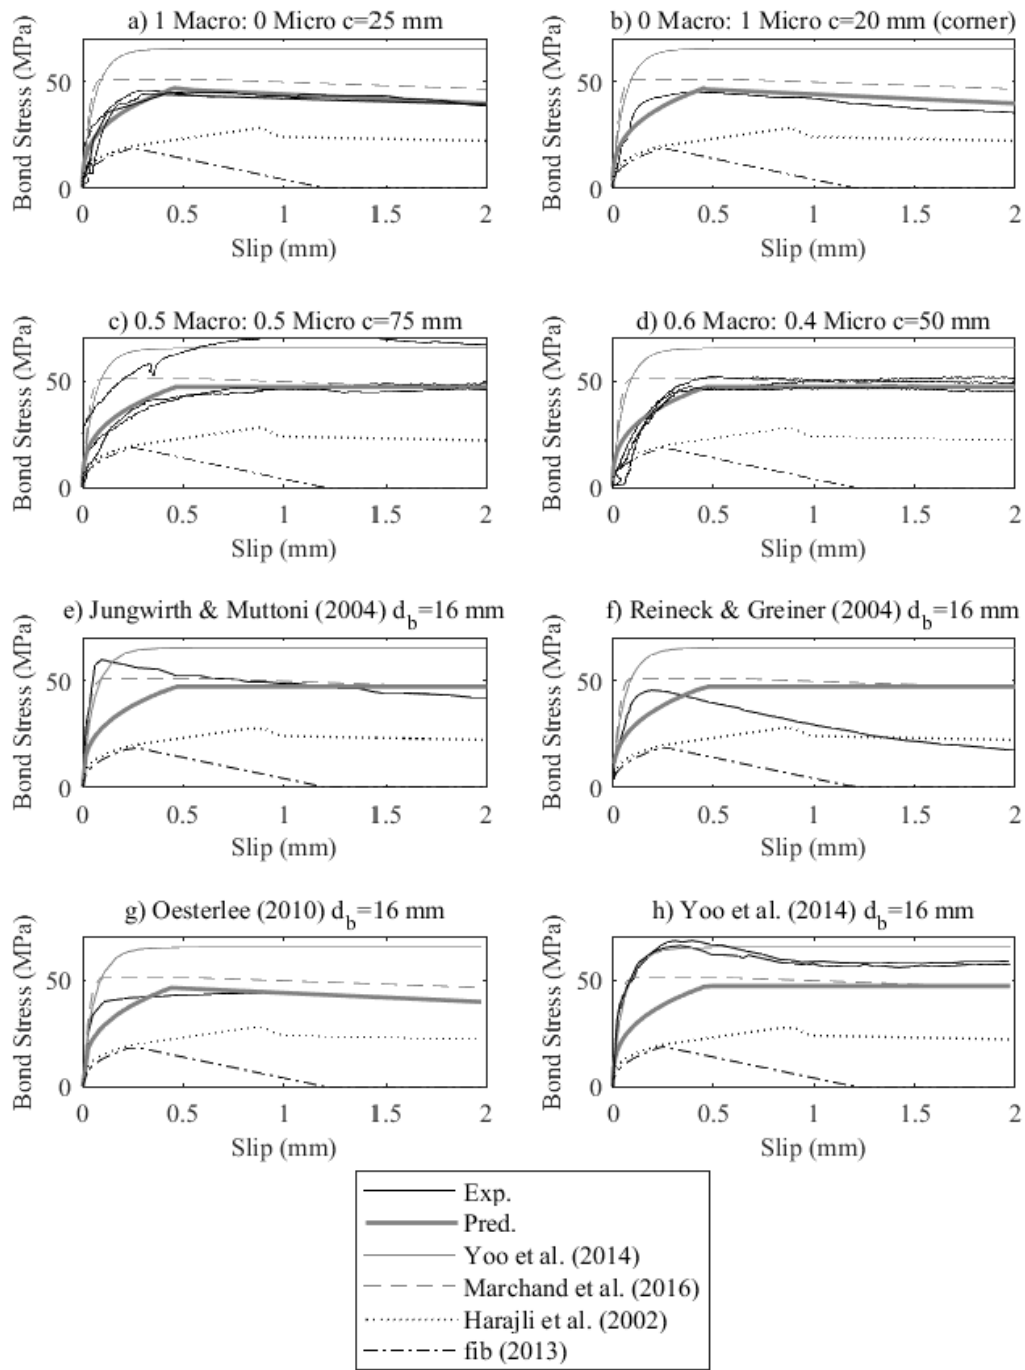 a) 1 Macro: 0 Micro c=25 mm
Bond Stress (MPa)
50
0
0 0.5 1 1.5 2
Slip (mm)
b) 0 Macro: 1 Micro c=20 mm (corner)
Bond Stress (MPa)
50
0
0 0.5 1 1.5 2
Slip (mm)
c) 0.5 Macro: 0.5 Micro c=75 mm
Bond Stress (MPa)
50
0
0 0.5 1 1.5 2
Slip (mm)
d) 0.6 Macro: 0.4 Micro c=50 mm
Bond Stress (MPa)
50
0
0 0.5 1 1.5 2
Slip (mm)
e) Jungwirth & Muttoni (2004) d_b=16 mm
Bond Stress (MPa)
50
0
0 0.5 1 1.5 2
Slip (mm)
f) Reineck & Greiner (2004) d_b=16 mm
Bond Stress (MPa)
50
0
0 0.5 1 1.5 2
Slip (mm)
g) Oesterlee (2010) d_b=16 mm
Bond Stress (MPa)
50
0
0 0.5 1 1.5 2
Slip (mm)
h) Yoo et al. (2014) d_b=16 mm
Bond Stress (MPa)
50
0
0 0.5 1 1.5 2
Slip (mm)
Exp.
Pred.
Yoo et al. (2014)
Marchand et al. (2016)
Harajli et al. (2002)
fib (2013)